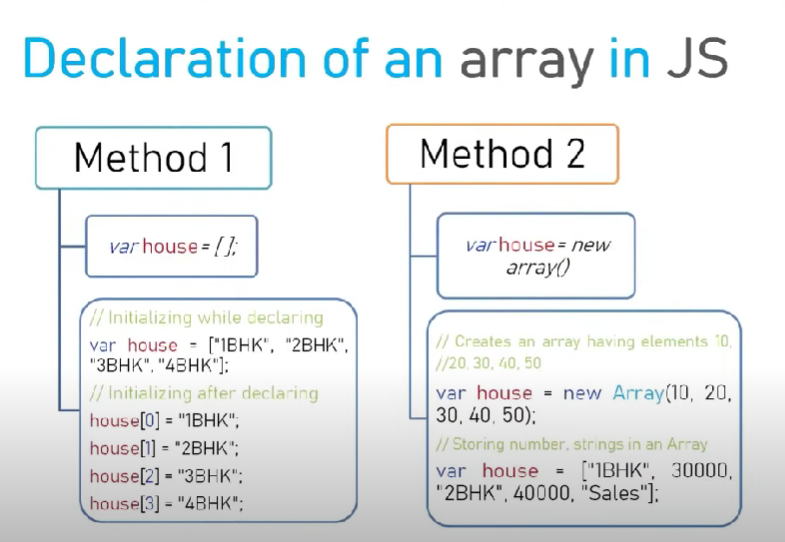 Declaration of an array in JS
Method 1
var house = [ ];
// Initializing while declaring
var house = ["1BHK", "2BHK",
"3BHK", "4BHK"];
// Initializing after declaring
house[0] = "1BHK";
house[1] = "2BHK";
house[2] = "3BHK";
house[3] = "4BHK";
Method 2
var house = new
array()
// Creates an array having elements 10,
//20, 30, 40, 50
var house = new Array(10, 20,
30, 40, 50);
// Storing number, strings in an Array
var house = ["1BHK", 30000,
"2BHK", 40000, "Sales"];